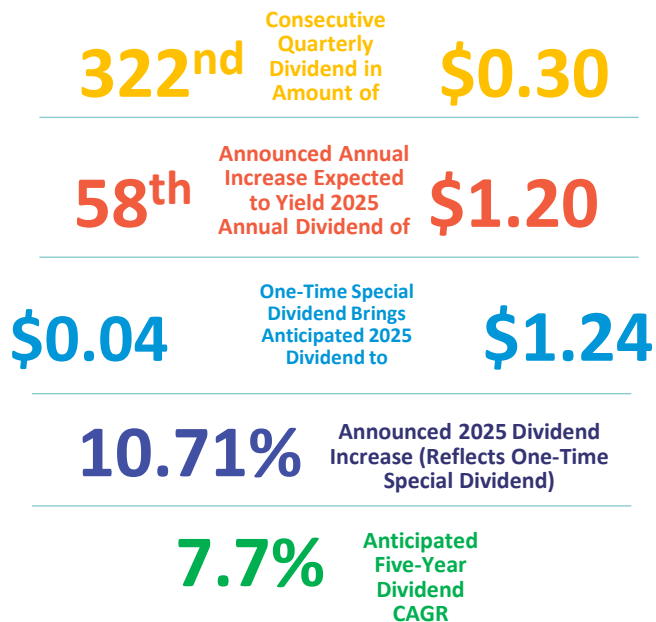 322nd
Consecutive
Quarterly
Dividend in
Amount of
$0.30
58th
Announced Annual
Increase Expected
to Yield 2025
Annual Dividend of
$1.20
$0.04
One-Time Special
Dividend Brings
Anticipated 2025
Dividend to
$1.24
10.71%
Announced 2025 Dividend
Increase (Reflects One-Time
Special Dividend)
7.7%
Anticipated
Five-Year
Dividend
CAGR